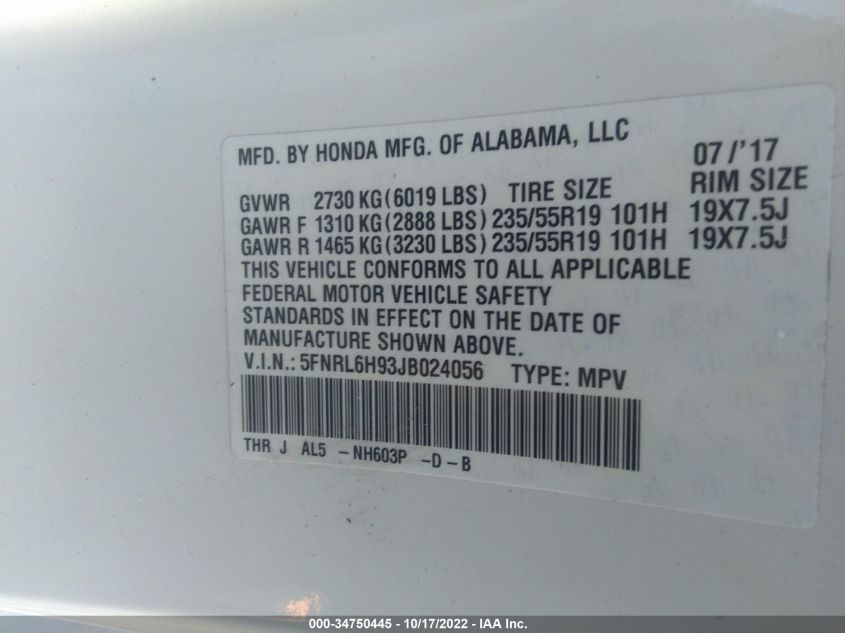 MFD. BY HONDA MFG. OF ALABAMA, LLC 07/'17
GVWR 2730 KG (6019 LBS) TIRE SIZE RIM SIZE
GAWR F 1310 KG (2888 LBS) 235/55R19 101H 19X7.5J
GAWR R 1465 KG (3230 LBS) 235/55R19 101H 19X7.5J
THIS VEHICLE CONFORMS TO ALL APPLICABLE
FEDERAL MOTOR VEHICLE SAFETY
STANDARDS IN EFFECT ON THE DATE OF
MANUFACTURE SHOWN ABOVE.
V.I.N.: 5FNRL6H93JB024056 TYPE: MPV
THR J AL5 - NH603P - D - B
000-34750445 - 10/17/2022 - IAA Inc.